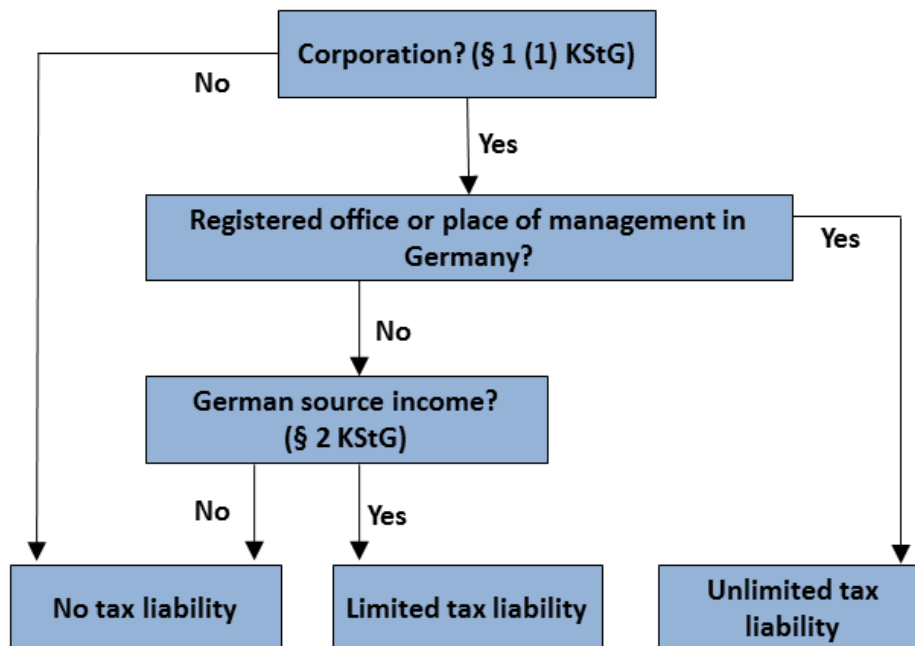 Corporation? (§ 1 (1) KStG)
No
Yes
Registered office or place of management in
Germany?
Yes
No
German source income?
(§ 2 KStG)
No
Yes
No tax liability
Limited tax liability
Unlimited tax
liability